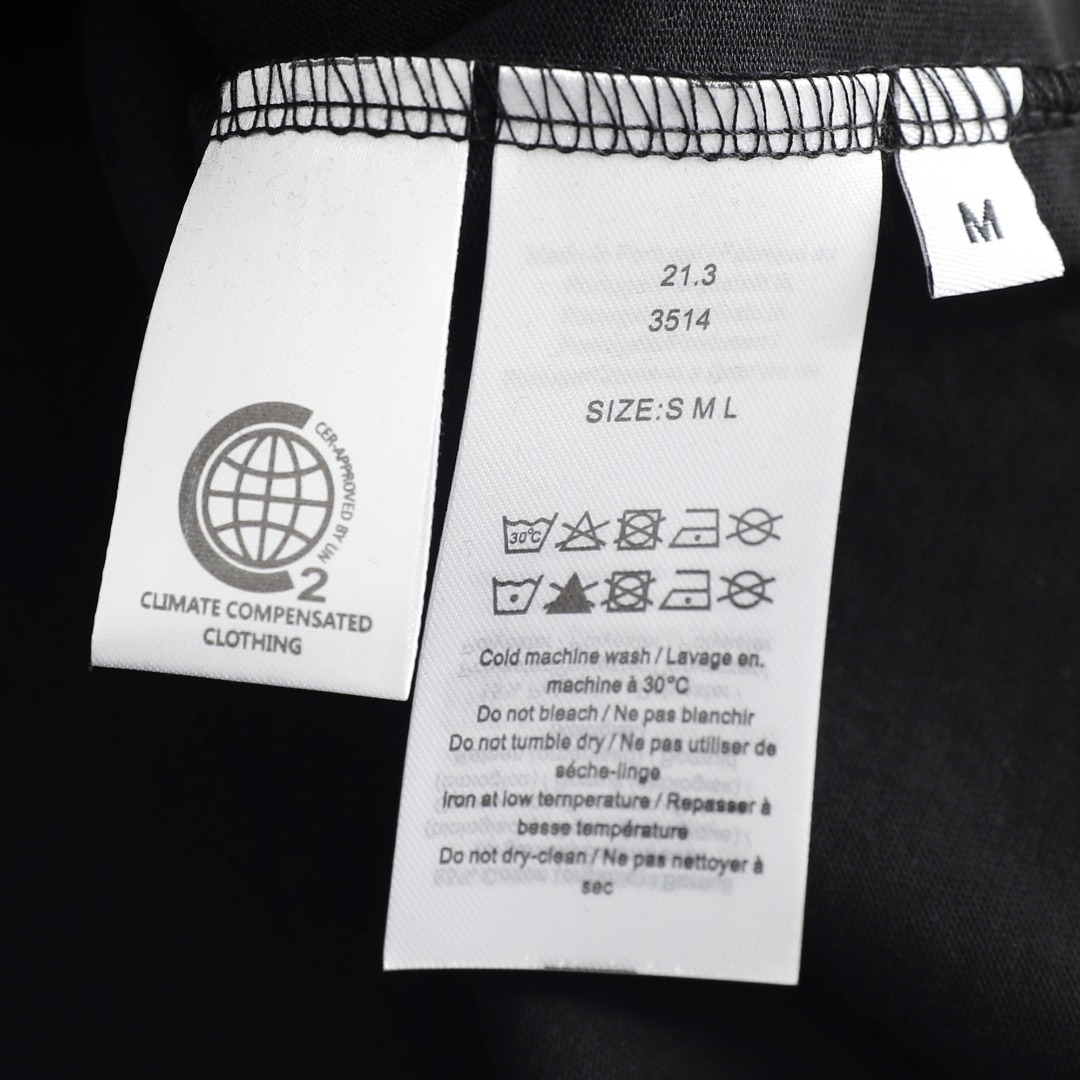 CER-APPROVED BY UN
2
CLIMATE COMPENSATED
CLOTHING
21.3
3514
SIZE:S M L
30°C
Cold machine wash / Lavage en.
machine à 30°C
Do not bleach / Ne pas blanchir
Do not tumble dry / Ne pas utiliser de
séche-linge
Iron at low ternperature / Repasser à
besse température
Do not dry-clean / Ne pas nettoyer à
sec
M